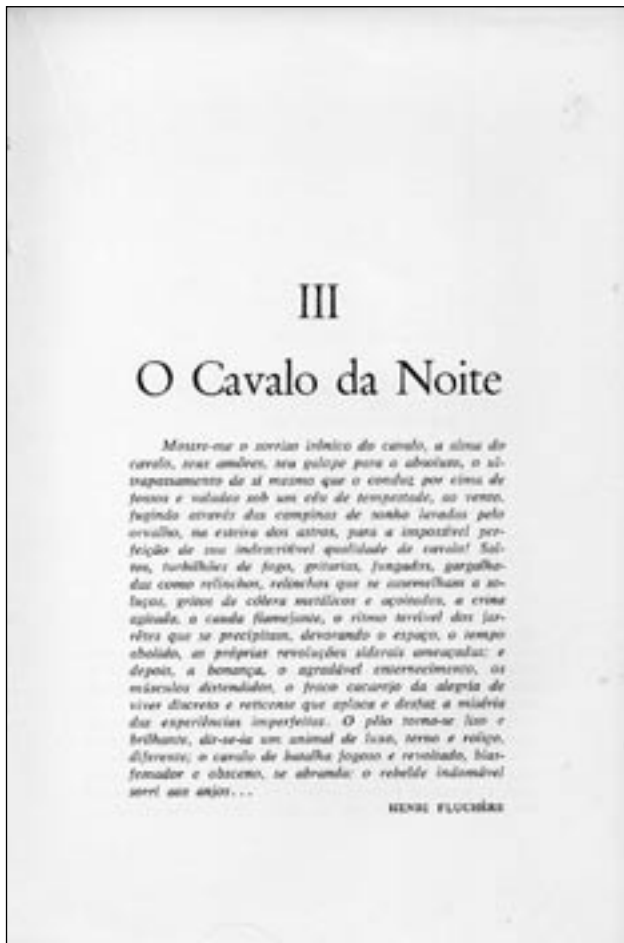 III
O Cavalo da Noite
Mostre-me o sorriso irônico do cavalo, a alma do
cavalo, seus amôres, seu galope para o absoluto, o ul-
trapassamento de si mesmo que o conduz por cima de
fossos e valados sob um céu de tempestade, ao vento,
fugindo através das campinas de sonho lavadas pelo
orvalho, na esteira dos astros, para a impossível per-
feição de sua indescritível qualidade de cavalo! Sal-
tos, turbilhões de fogo, gritarias, fungados, gargalha-
das como relinchos, relinchos que se assemelham a so-
luços, gritos de cólera metálicos e açoitados, a crina
agitada, a cauda flamejante, o ritmo terrível dos jar-
rêtes que se precipitam, devorando o espaço, o tempo
abolido, as próprias revoluções siderais ameaçadas: e
depois, a bonança, o agradável enternecimento, os
músculos distendidos, o fraco cacarejo da alegria de
viver discreto e reticente que aplaca e desfaz a miséria
das experiências imperfeitas. O pêlo torna-se liso e
brilhante, dir-se-ia um animal de luxo, terno e
diferente; o cavalo de batalha fogoso e revoltado, blas-
femador e obsceno, se abranda: o rebelde indomável
sorri aos anjos...
HENRI FLUCHÈRE